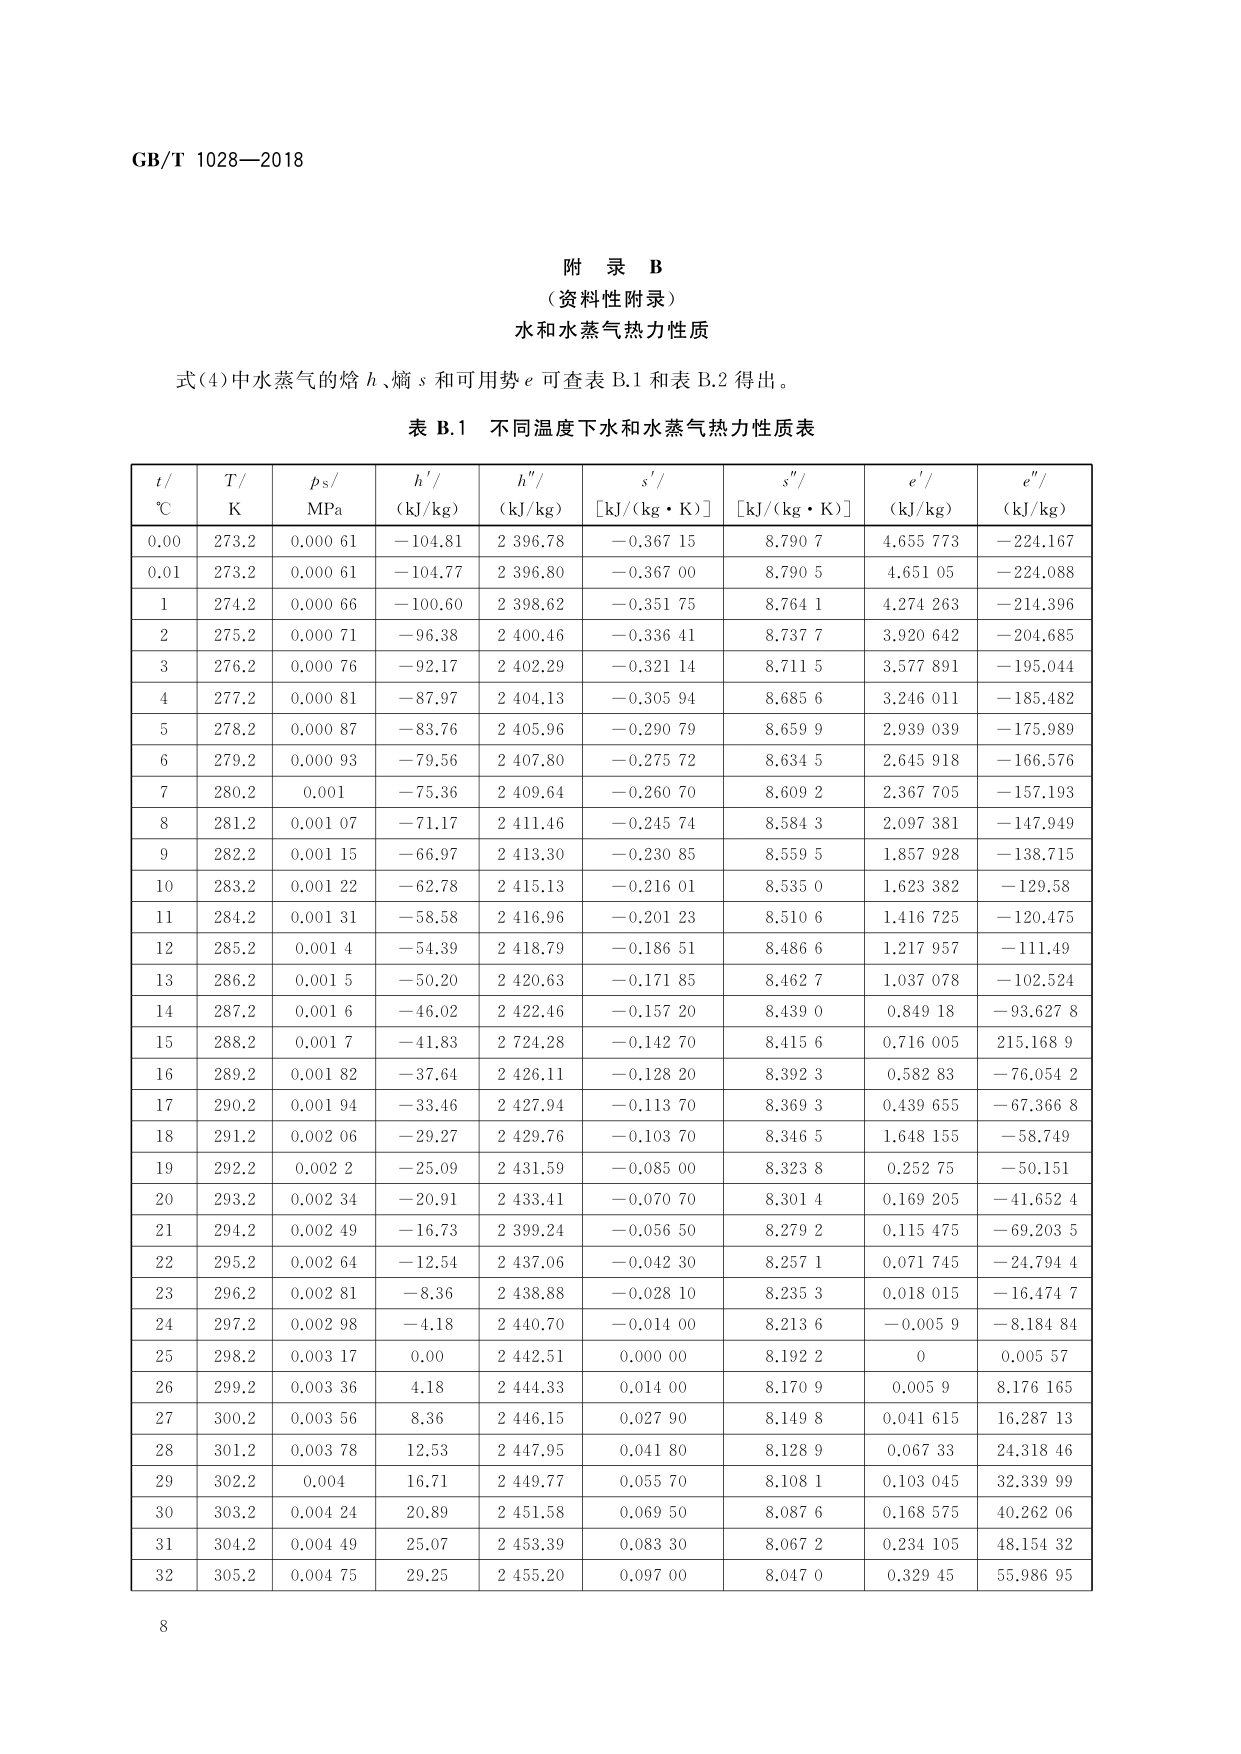 GB/T 1028—2018
附 录 B
（资料性附录）
水和水蒸气热力性质
式(4)中水蒸气的焓 h、熵 s 和可用势 e 可查表 B.1 和表 B.2 得出。
表 B.1 不同温度下水和水蒸气热力性质表
t/ T/ ps/ h′/ h″/ s′/ s″/ e′/ e″/
℃ K MPa (kJ/kg) (kJ/kg) [kJ/(kg·K)] [kJ/(kg·K)] (kJ/kg) (kJ/kg)
0.00 273.2 0.000 61 −104.81 2 396.78 −0.367 15 8.790 7 4.655 773 −224.167
0.01 273.2 0.000 61 −104.77 2 396.80 −0.367 00 8.790 5 4.651 05 −224.088
1 274.2 0.000 66 −100.60 2 398.62 −0.351 75 8.764 1 4.274 263 −214.396
2 275.2 0.000 71 −96.38 2 400.46 −0.336 41 8.737 7 3.920 642 −204.685
3 276.2 0.000 76 −92.17 2 402.29 −0.321 14 8.711 5 3.577 891 −195.044
4 277.2 0.000 81 −87.97 2 404.13 −0.305 94 8.685 6 3.246 011 −185.482
5 278.2 0.000 87 −83.76 2 405.96 −0.290 79 8.659 9 2.939 039 −175.989
6 279.2 0.000 93 −79.56 2 407.80 −0.275 72 8.634 5 2.645 918 −166.576
7 280.2 0.001 −75.36 2 409.64 −0.260 70 8.609 2 2.367 705 −157.193
8 281.2 0.001 07 −71.17 2 411.46 −0.245 74 8.584 3 2.097 381 −147.949
9 282.2 0.001 15 −66.97 2 413.30 −0.230 85 8.559 5 1.857 928 −138.715
10 283.2 0.001 22 −62.78 2 415.13 −0.216 01 8.535 0 1.623 382 −129.58
11 284.2 0.001 31 −58.58 2 416.96 −0.201 23 8.510 6 1.416 725 −120.475
12 285.2 0.001 4 −54.39 2 418.79 −0.186 51 8.486 6 1.217 957 −111.49
13 286.2 0.001 5 −50.20 2 420.63 −0.171 85 8.462 7 1.037 078 −102.524
14 287.2 0.001 6 −46.02 2 422.46 −0.157 20 8.439 0 0.849 18 −93.627 8
15 288.2 0.001 7 −41.83 2 724.28 −0.142 70 8.415 6 0.716 005 215.168 9
16 289.2 0.001 82 −37.64 2 426.11 −0.128 20 8.392 3 0.582 83 −76.054 2
17 290.2 0.001 94 −33.46 2 427.94 −0.113 70 8.369 3 0.439 655 −67.366 8
18 291.2 0.002 06 −29.27 2 429.76 −0.103 70 8.346 5 1.648 155 −58.749
19 292.2 0.002 2 −25.09 2 431.59 −0.085 00 8.323 8 0.252 75 −50.151
20 293.2 0.002 34 −20.91 2 433.41 −0.070 70 8.301 4 0.169 205 −41.652 4
21 294.2 0.002 49 −16.73 2 399.24 −0.056 50 8.279 2 0.115 475 −69.203 5
22 295.2 0.002 64 −12.54 2 437.06 −0.042 30 8.257 1 0.071 745 −24.794 4
23 296.2 0.002 81 −8.36 2 438.88 −0.028 10 8.235 3 0.018 015 −16.474 7
24 297.2 0.002 98 −4.18 2 440.70 −0.014 00 8.213 6 −0.005 9 −8.184 84
25 298.2 0.003 17 0.00 2 442.51 0.000 00 8.192 2 0 0.005 57
26 299.2 0.003 36 4.18 2 444.33 0.014 00 8.170 9 0.005 9 8.176 165
27 300.2 0.003 56 8.36 2 446.15 0.027 90 8.149 8 0.041 615 16.287 13
28 301.2 0.003 78 12.53 2 447.95 0.041 80 8.128 9 0.067 33 24.318 46
29 302.2 0.004 16.71 2 449.77 0.055 70 8.108 1 0.103 045 32.339 99
30 303.2 0.004 24 20.89 2 451.58 0.069 50 8.087 6 0.168 575 40.262 06
31 304.2 0.004 49 25.07 2 453.39 0.083 30 8.067 2 0.234 105 48.154 32
32 305.2 0.004 75 29.25 2 455.20 0.097 00 8.047 0 0.329 45 55.986 95
8